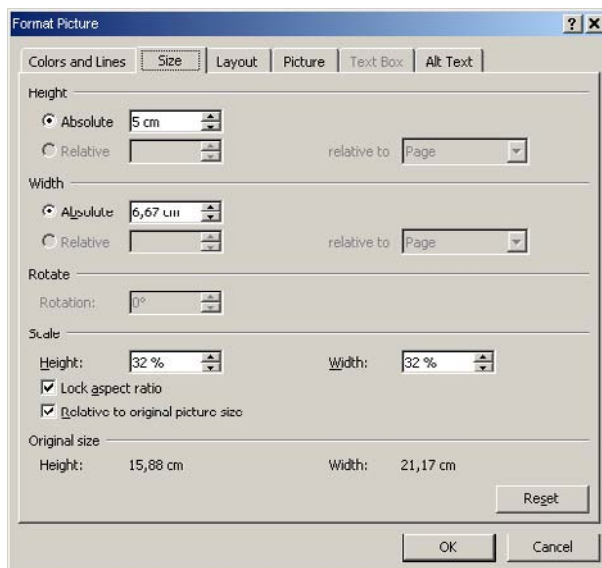 Format Picture
Colors and Lines Size Layout Picture Text Box Alt Text
Height
Absolute 5 cm
Relative relative to Page
Width
Absolute 6,67 cm
Relative relative to Page
Rotate
Rotation: 0°
Scale
Height: 32 % Width: 32 %
Lock aspect ratio
Relative to original picture size
Original size
Height: 15,88 cm Width: 21,17 cm
Reset
OK Cancel